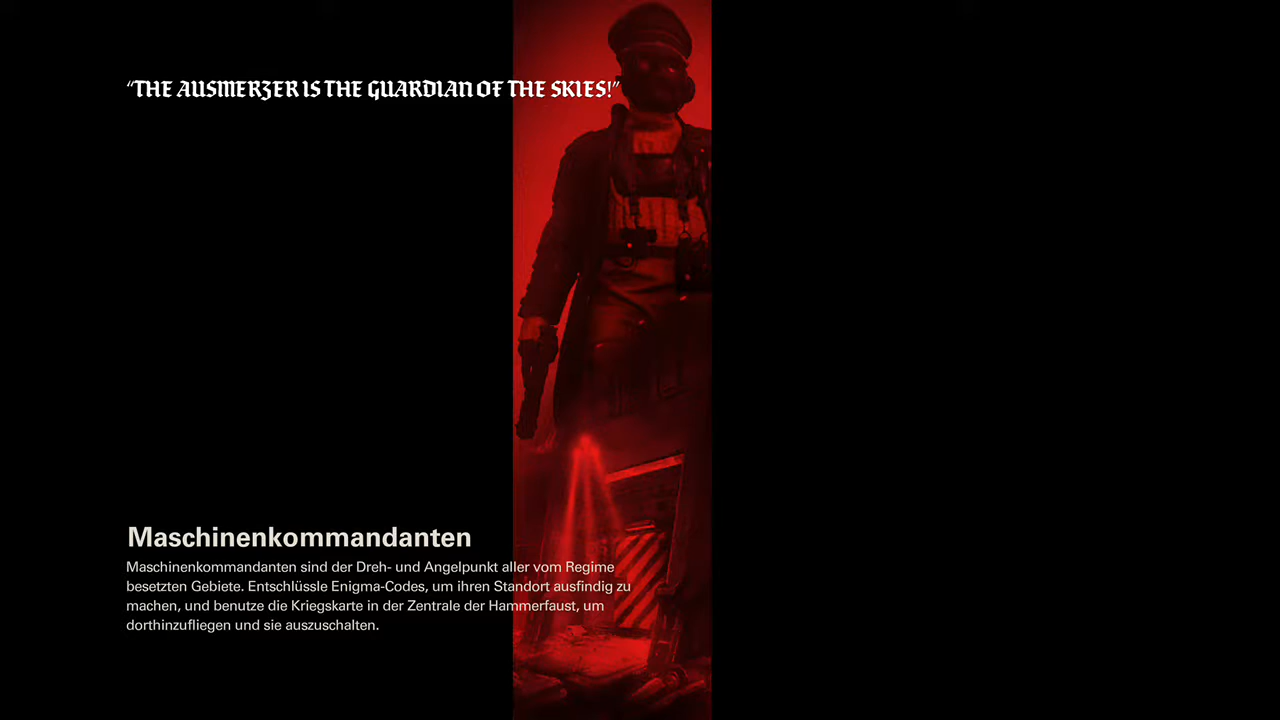 “THE AUSMERZER IS THE GUARDIAN OF THE SKIES!”
Maschinenkommandanten
Maschinenkommandanten sind der Dreh- und Angelpunkt aller vom Regime
besetzten Gebiete. Entschlüssle Enigma-Codes, um ihren Standort ausfindig zu
machen, und benutze die Kriegskarte in der Zentrale der Hammerfaust, um
dorthinzufliegen und sie auszuschalten.